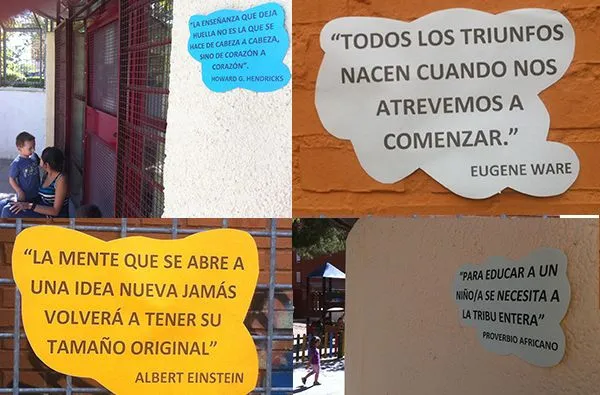 “LA ENSEÑANZA QUE DEJA
HUELLA NO ES LA QUE SE
HACE DE CABEZA A CABEZA,
SINO DE CORAZÓN A
CORAZÓN”.
HOWARD G. HENDRICKS
“TODOS LOS TRIUNFOS
NACEN CUANDO NOS
ATREVEMOS A
COMENZAR.”
EUGENE WARE
“LA MENTE QUE SE ABRE A
UNA IDEA NUEVA JAMÁS
VOLVERÁ A TENER SU
TAMAÑO ORIGINAL”
ALBERT EINSTEIN
“PARA EDUCAR A UN
NIÑO/A SE NECESITA A
LA TRIBU ENTERA”
PROVERBIO AFRICANO